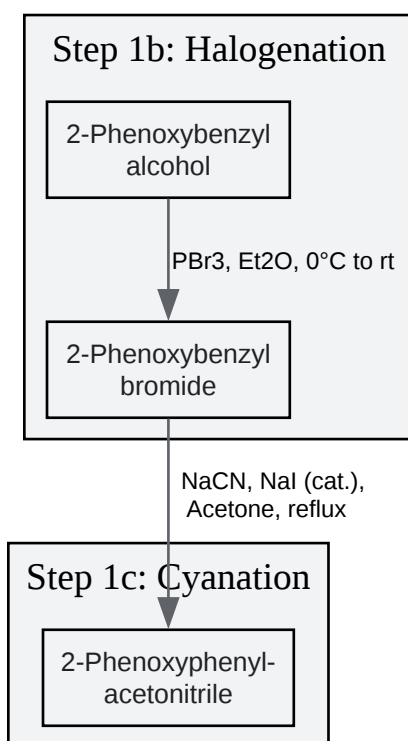 Step 1b: Halogenation
2-Phenoxybenzyl
alcohol
PBr3, Et2O, 0°C to rt
2-Phenoxybenzyl
bromide
NaCN, NaI (cat.),
Acetone, reflux
Step 1c: Cyanation
2-Phenoxyphenyl-
acetonitrile